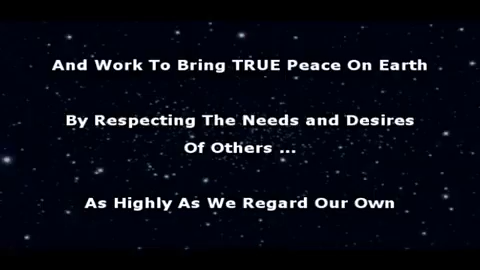 And Work To Bring TRUE Peace On Earth
By Respecting The Needs and Desires
Of Others ...
As Highly As We Regard Our Own